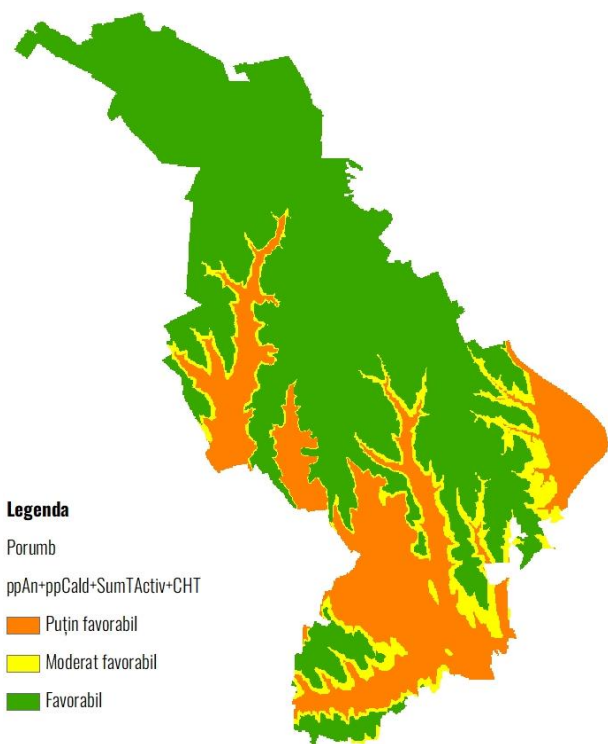 Legenda
Porumb
ppAn+ppCald+SumTActiv+CHT
Puțin favorabil
Moderat favorabil
Favorabil